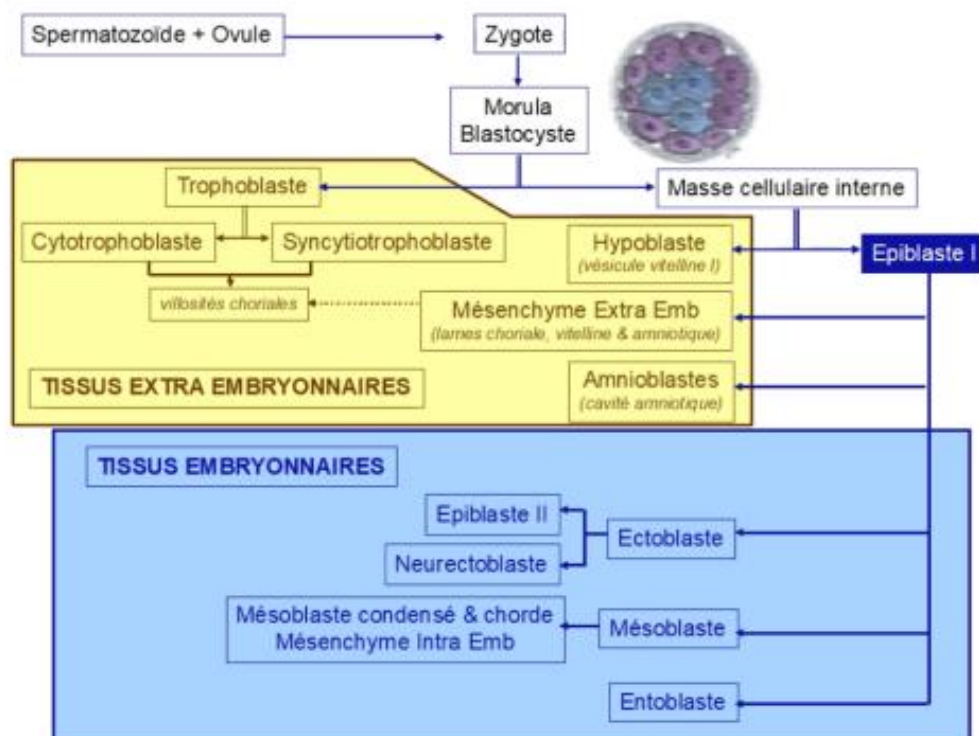 Spermatozoïde + Ovule
Zygote
Morula
Blastocyste
Trophoblaste
Masse cellulaire interne
Cytotrophoblaste
Syncytiotrophoblaste
Hypoblaste
(vésicule vitelline I)
Epiblaste I
villosités choriales
Mésenchyme Extra Emb
(lames choriale, vitelline & amniotique)
TISSUS EXTRA EMBRYONNAIRES
Amnioblastes
(cavité amniotique)
TISSUS EMBRYONNAIRES
Epiblaste II
Ectoblaste
Neurectoblaste
Mésoblaste condensé & chorde
Mésenchyme Intra Emb
Mésoblaste
Entoblaste